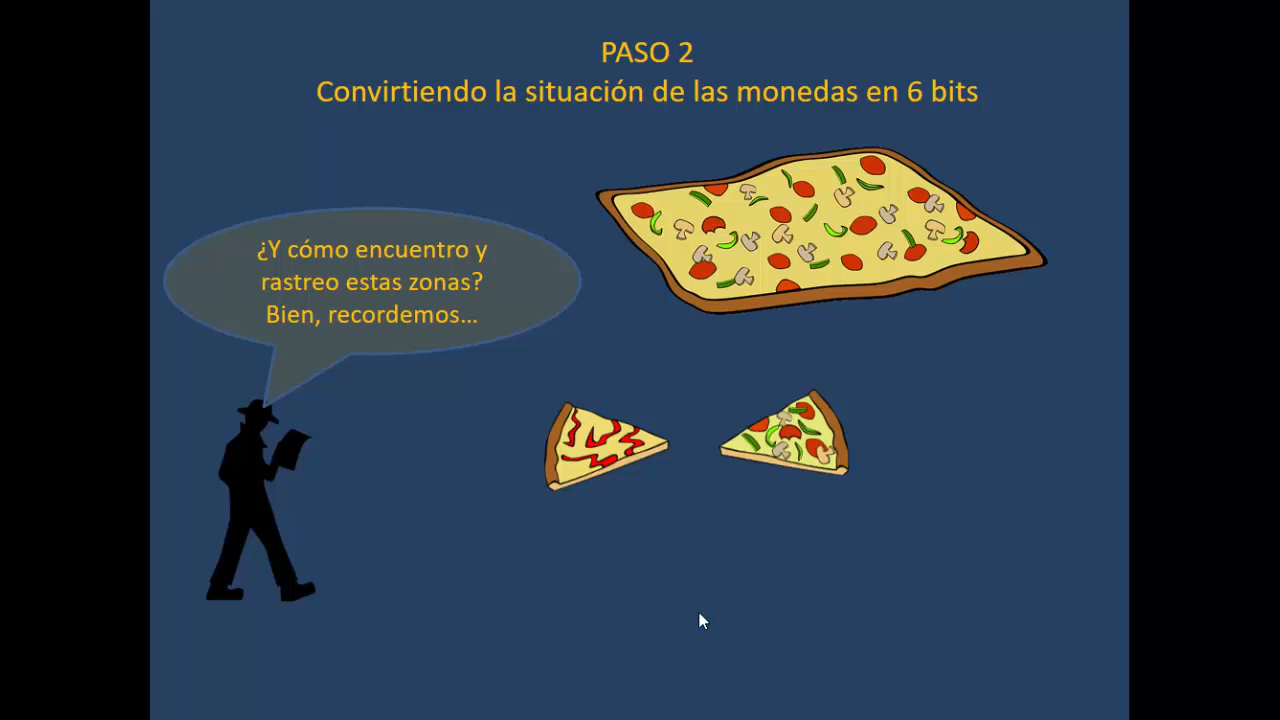 PASO 2
Convirtiendo la situación de las monedas en 6 bits
¿Y cómo encuentro y
rastreo estas zonas?
Bien, recordemos...